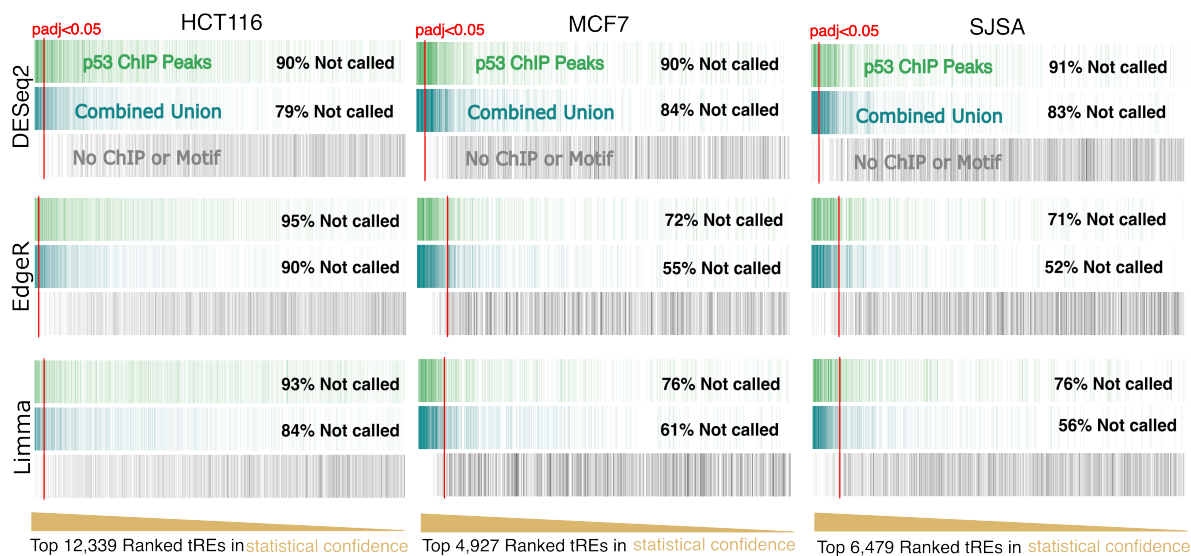 HCT116
MCF7
SJSA
padj<0.05
padj<0.05
padj<0.05
DESeq2
p53 ChIP Peaks
90% Not called
Combined Union
79% Not called
No ChIP or Motif
p53 ChIP Peaks
90% Not called
Combined Union
84% Not called
No ChIP or Motif
p53 ChIP Peaks
91% Not called
Combined Union
83% Not called
No ChIP or Motif
EdgeR
95% Not called
90% Not called
72% Not called
55% Not called
71% Not called
52% Not called
Limma
93% Not called
84% Not called
76% Not called
61% Not called
76% Not called
56% Not called
Top 12,339 Ranked tREs in statistical confidence
Top 4,927 Ranked tREs in statistical confidence
Top 6,479 Ranked tREs in statistical confidence